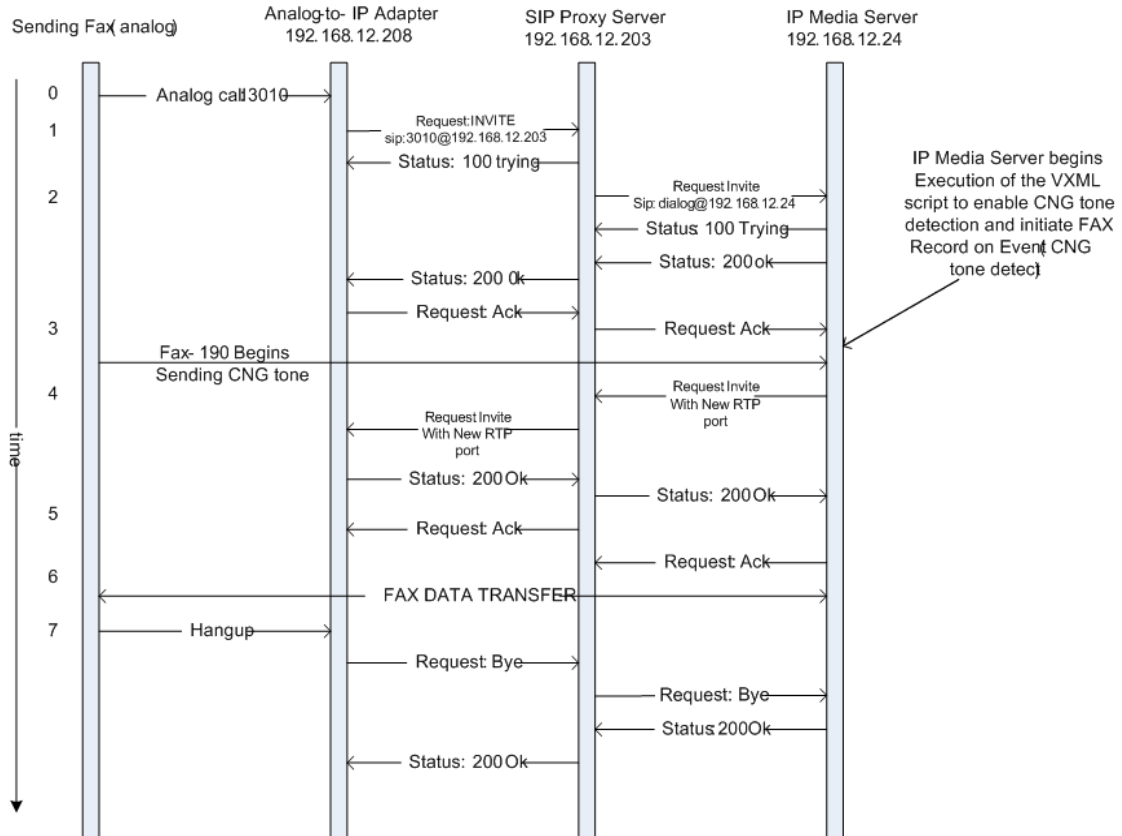 Sending Fax( analog)
Analog-to- IP Adapter
192.168.12.208
SIP Proxy Server
192.168.12.203
IP Media Server
192.168.12.24
0
Analog call3010
1
Request:INVITE
sip:3010@192.168.12.203
Status: 100 trying
IP Media Server begins
Execution of the VXML
script to enable CNG tone
detection and initiate FAX
Record on Event( CNG
tone detect)
2
Request Invite
Sip: dialog@192.168.12.24
Status: 100 Trying
Status: 200 ok
Status: 200 Ok
Request: Ack
3
Request: Ack
Fax- 190 Begins
Sending CNG tone
4
Request Invite
With New RTP
port
Request Invite
With New RTP
port
time
Status: 200 Ok
Status: 200 Ok
5
Request: Ack
Request: Ack
6
FAX DATA TRANSFER
7
Hangup
Request: Bye
Request: Bye
Status: 200 Ok
Status: 200 Ok